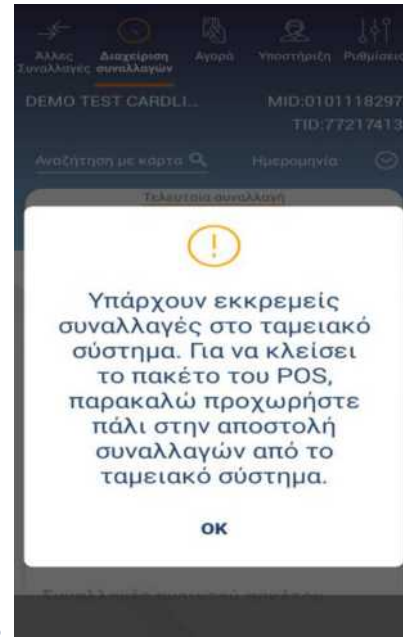 Άλλες Συναλλαγές
Διαχείριση συναλλαγών
Αγορά
Υποστήριξη
Ρυθμίσεις
DEMO TEST CARDLI...
MID:0101118297
TID:77217413
Αναζήτηση με κάρτα
Ημερομηνία
Τελευταία συναλλαγή
Υπάρχουν εκκρεμείς
συναλλαγές στο ταμειακό
σύστημα. Για να κλείσει
το πακέτο του POS,
παρακαλώ προχωρήστε
πάλι στην αποστολή
συναλλαγών από το
ταμειακό σύστημα.
OK